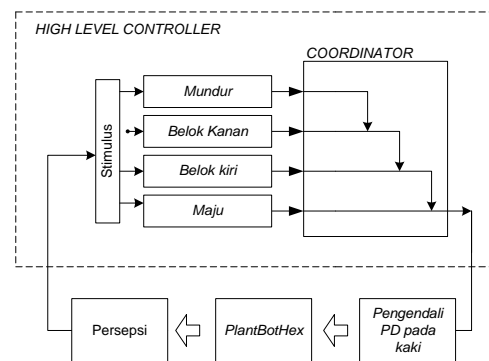 HIGH LEVEL CONTROLLER
COORDINATOR
Stimulus
Mundur
Belok Kanan
Belok kiri
Maju
Persepsi
PlantBotHex
Pengendali
PD pada
kaki